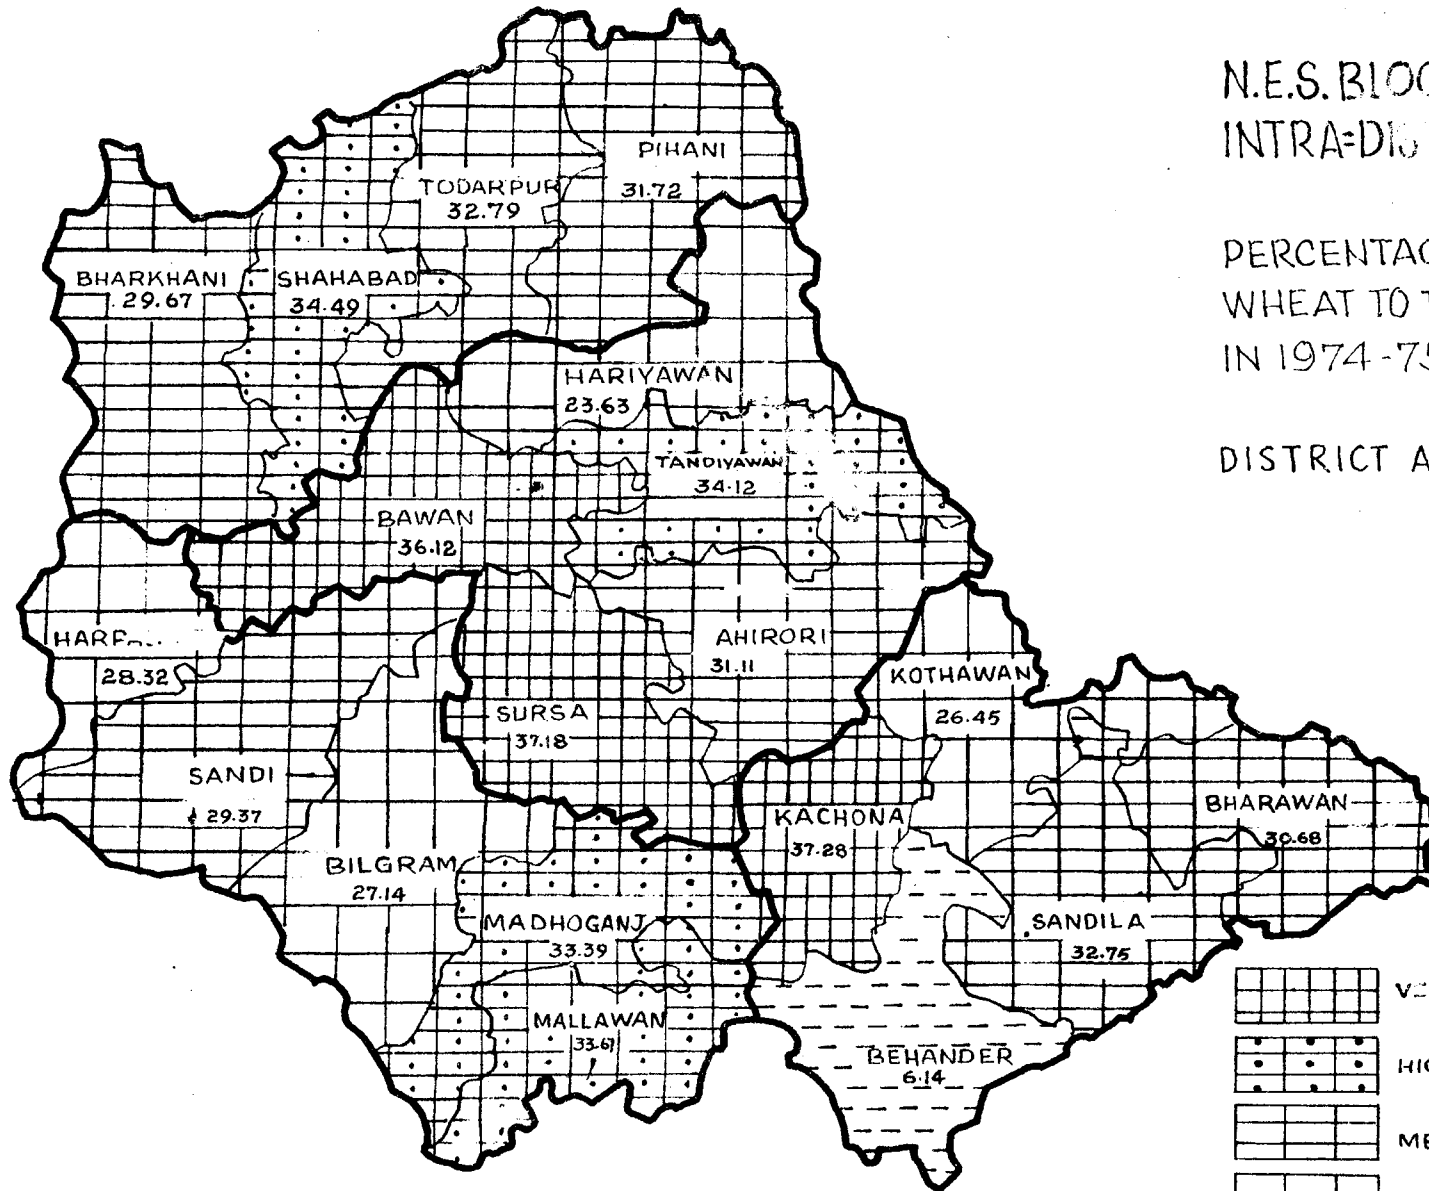 N.E.S. BLOC
INTRA=DIS
PERCENTAG
WHEAT TO T
IN 1974-75
DISTRICT A
PIHANI
31.72
TODARPUR
32.79
BHARKHANI
29.67
SHAHABAD
34.49
HARIYAWAN
23.63
TANDIYAWAN
34.12
BAWAN
36.12
28.32
AHIRORI
31.11
KOTHAWAN
26.45
SURSA
37.18
SANDI
29.37
KACHONA
37.28
BHARAWAN
30.68
BILGRAM
27.14
MADHOGANJ
33.39
SANDILA
32.75
MALLAWAN
33.67
BEHANDER
6.14
HIG
ME